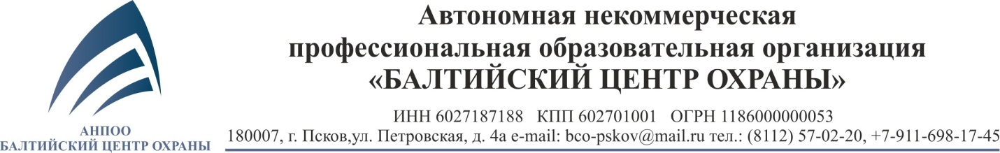 Автономная некоммерческая
профессиональная образовательная организация
«БАЛТИЙСКИЙ ЦЕНТР ОХРАНЫ»
ИНН 6027187188 КПП 602701001 ОГРН 1186000000053
180007, г. Псков,ул. Петровская, д. 4а e-mail: bco-pskov@mail.ru тел.: (8112) 57-02-20, +7-911-698-17-45
АНПОО
БАЛТИЙСКИЙ ЦЕНТР ОХРАНЫ